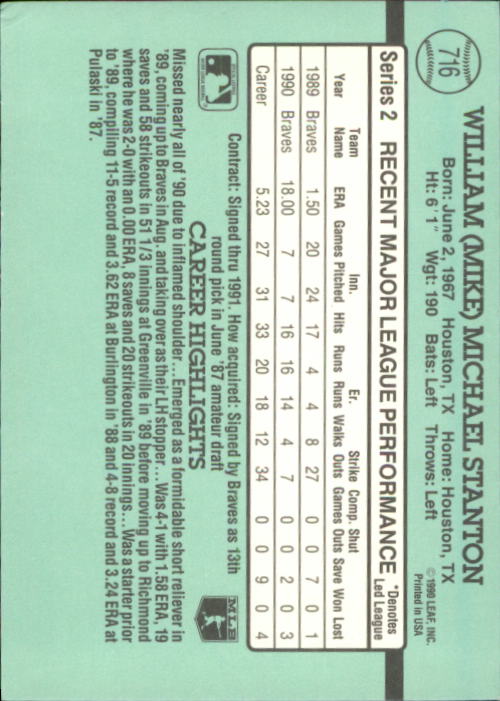 716
WILLIAM (MIKE) MICHAEL STANTON
Born: June 2, 1967 Houston, TX Home: Houston, TX
Ht: 6'1" Wgt: 190 Bats: Left Throws: Left
© 1990 LEAF, INC.
Printed in USA
Series 2 RECENT MAJOR LEAGUE PERFORMANCE *Denotes Led League
Team Inn. Er. Strike Comp. Shut
Year Name ERA Games Pitched Hits Runs Runs Walks Outs Games Outs Save Won Lost
1989 Braves 1.50 20 24 17 4 4 8 27 0 0 7 0 1
1990 Braves 18.00 7 7 16 16 14 4 7 0 0 2 0 3
Career 5.23 27 31 33 20 18 12 34 0 0 9 0 4
Contract: Signed thru 1991. How acquired: Signed by Braves as 13th
round pick in June '87 amateur draft
CAREER HIGHLIGHTS
MLB
Missed nearly all of '90 due to inflamed shoulder... Emerged as a formidable short reliever in
'89, coming up to Braves in Aug. and taking over as their LH stopper... Was 4-1 with 1.58 ERA, 19
saves and 58 strikeouts in 51 1/3 innings at Greenville in '89 before moving up to Richmond
where he was 2-0 with an 0.00 ERA, 8 saves and 20 strikeouts in 20 innings... Was a starter prior
to '89, compiling 11-5 record and 3.62 ERA at Burlington in '88 and 4-8 record and 3.24 ERA at
Pulaski in '87.